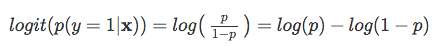 logit(p(y = 1|x)) = log( p/(1−p) ) = log(p) − log(1 − p)